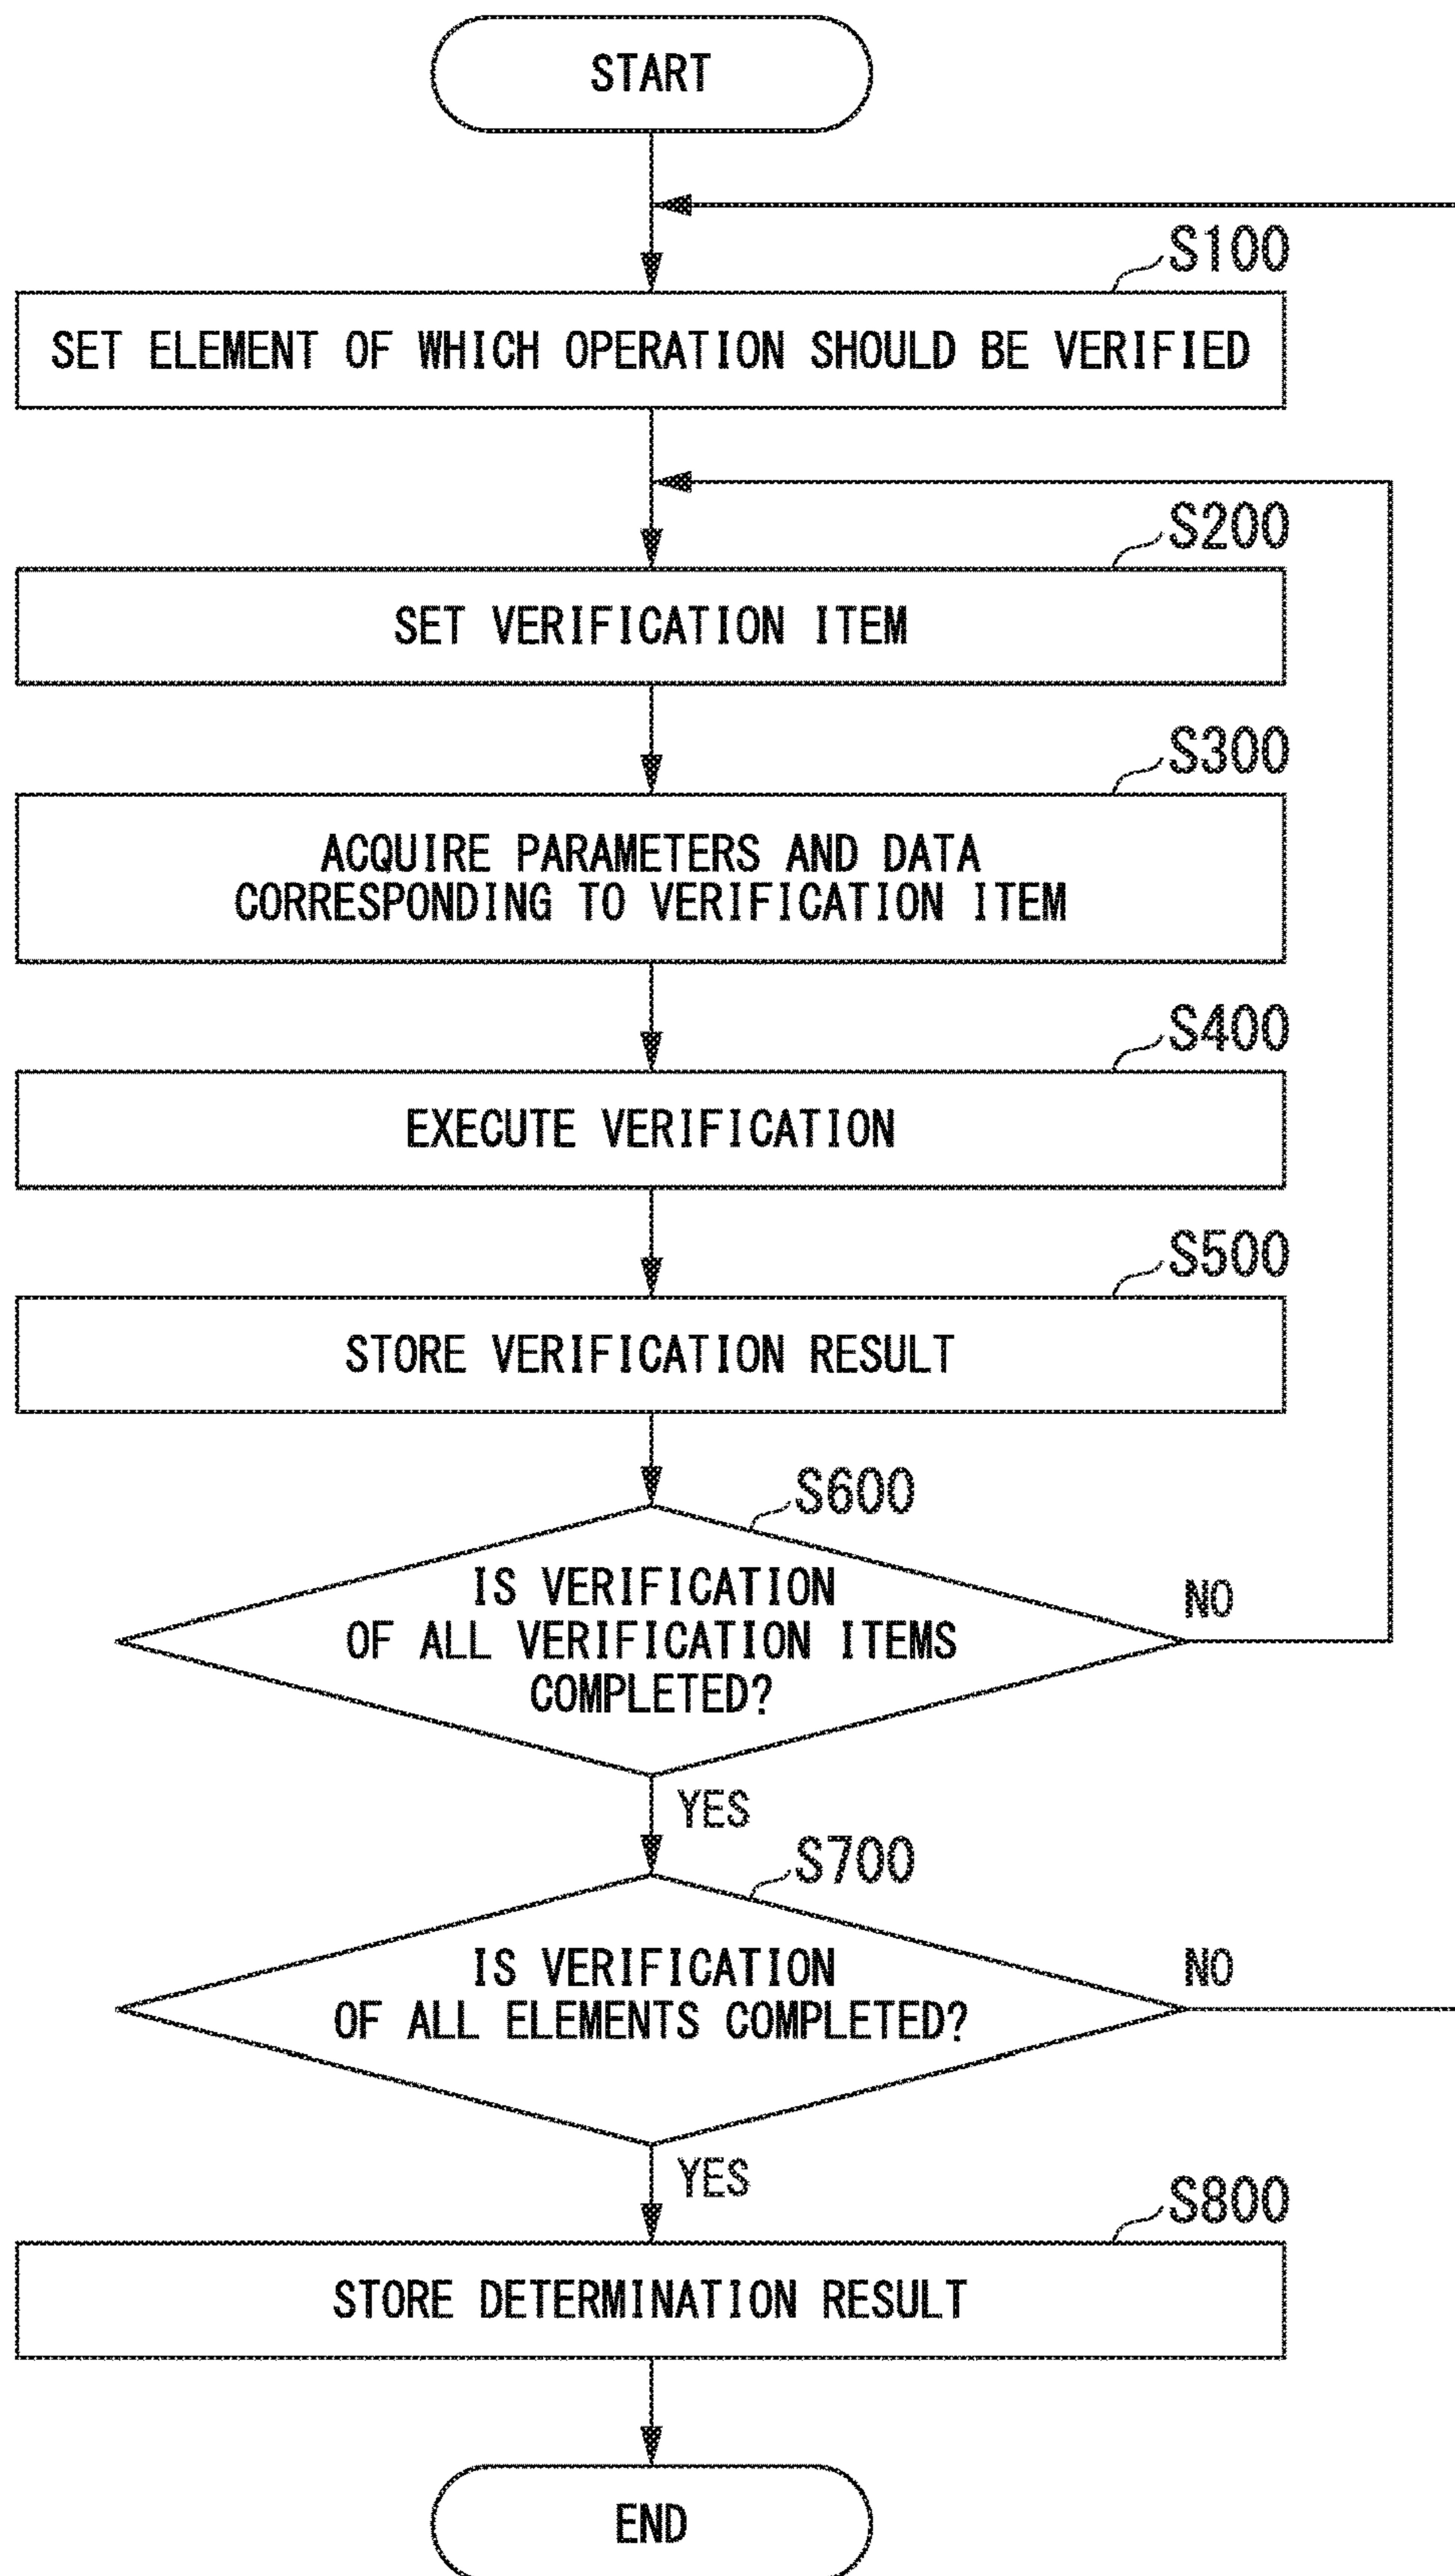 START
S100
SET ELEMENT OF WHICH OPERATION SHOULD BE VERIFIED
S200
SET VERIFICATION ITEM
S300
ACQUIRE PARAMETERS AND DATA
CORRESPONDING TO VERIFICATION ITEM
S400
EXECUTE VERIFICATION
S500
STORE VERIFICATION RESULT
S600
IS VERIFICATION
OF ALL VERIFICATION ITEMS
COMPLETED?
NO
YES
S700
IS VERIFICATION
OF ALL ELEMENTS COMPLETED?
NO
YES
S800
STORE DETERMINATION RESULT
END